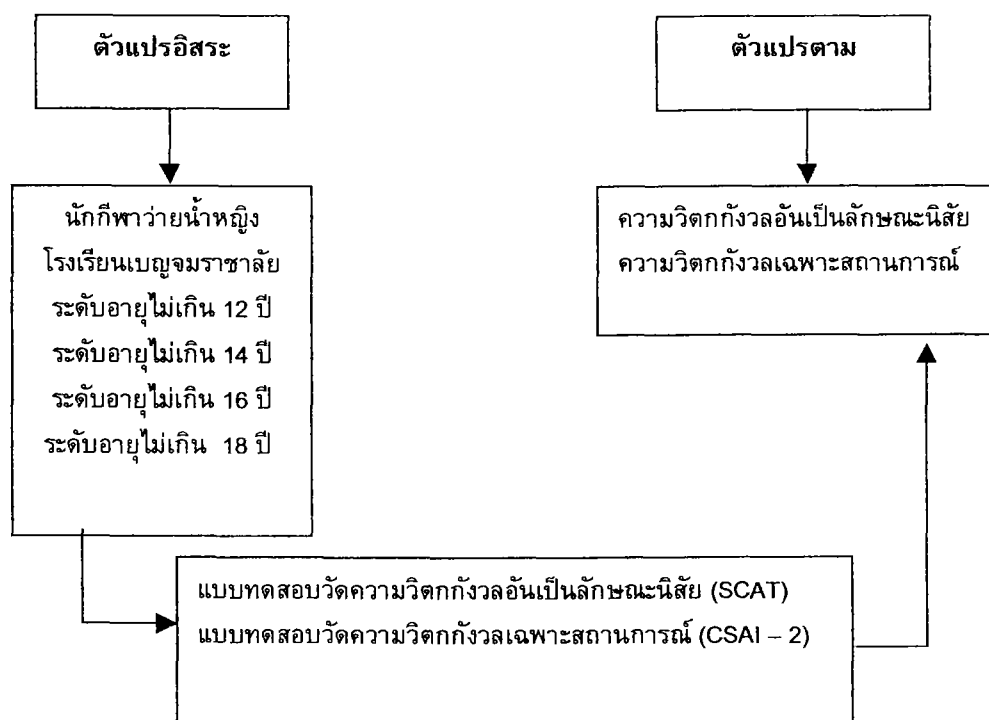 ตัวแปรอิสระ
ตัวแปรตาม
นักกีฬาว่ายน้ำหญิง
โรงเรียนเบญจมราชาลัย
ระดับอายุไม่เกิน 12 ปี
ระดับอายุไม่เกิน 14 ปี
ระดับอายุไม่เกิน 16 ปี
ระดับอายุไม่เกิน 18 ปี
ความวิตกกังวลอันเป็นลักษณะนิสัย
ความวิตกกังวลเฉพาะสถานการณ์
แบบทดสอบวัดความวิตกกังวลอันเป็นลักษณะนิสัย (SCAT)
แบบทดสอบวัดความวิตกกังวลเฉพาะสถานการณ์ (CSAI – 2)